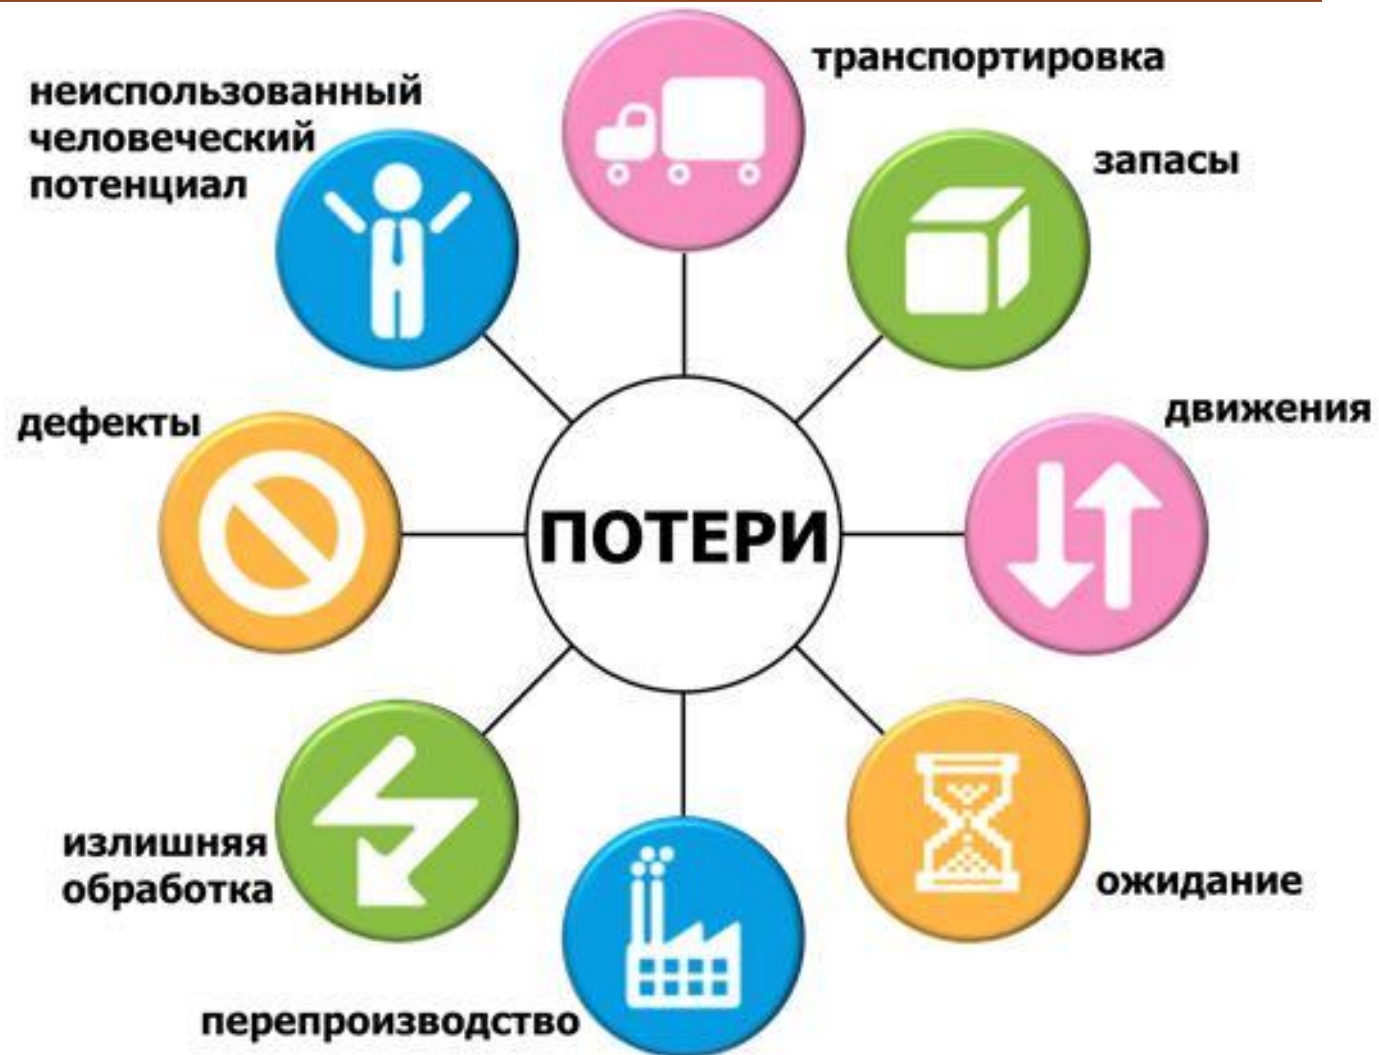 транспортировка
запасы
движения
ожидание
перепроизводство
излишняя
обработка
дефекты
неиспользованный
человеческий
потенциал
ПОТЕРИ